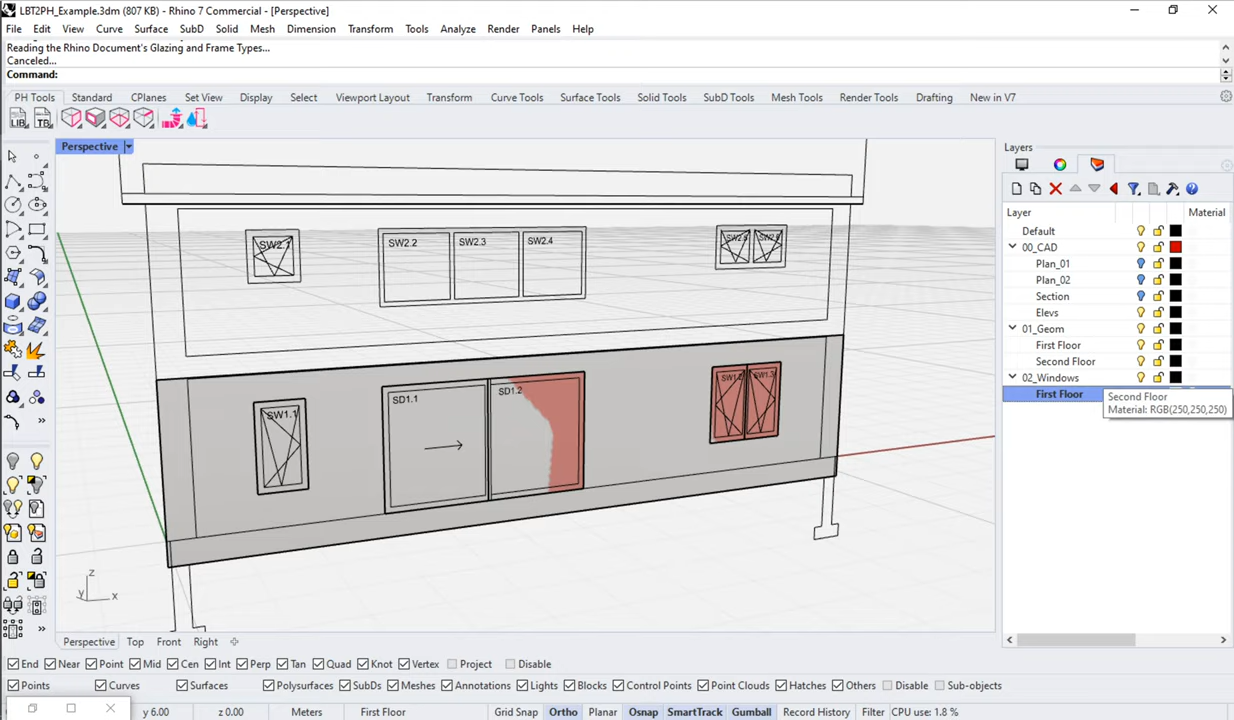 LBT2PH_Example.3dm (807 KB) - Rhino 7 Commercial - [Perspective]
File Edit View Curve Surface SubD Solid Mesh Dimension Transform Tools Analyze Render Panels Help
Reading the Rhino Document's Glazing and Frame Types...
Canceled...
Command:
PH Tools Standard CPlanes Set View Display Select Viewport Layout Transform Curve Tools Surface Tools Solid Tools SubD Tools Mesh Tools Render Tools Drafting New in V7
LIB TB
Perspective
Layers
Layer Material
Default
00_CAD
Plan_01
Plan_02
Section
Elevs
01_Geom
First Floor
Second Floor
02_Windows
First Floor
Second Floor
Material: RGB(250,250,250)
SW2.1 SW2.2 SW2.3 SW2.4
SW1.1 SD1.1 SD1.2 SW1.2 SW1.3
z
y x
Perspective Top Front Right
End Near Point Mid Cen Int Perp Tan Quad Knot Vertex Project Disable
Points Curves Surfaces Polysurfaces SubDs Meshes Annotations Lights Blocks Control Points Point Clouds Hatches Others Disable Sub-objects
y 6.00 z 0.00 Meters First Floor Grid Snap Ortho Planar Osnap SmartTrack Gumball Record History Filter CPU use: 1.8 %